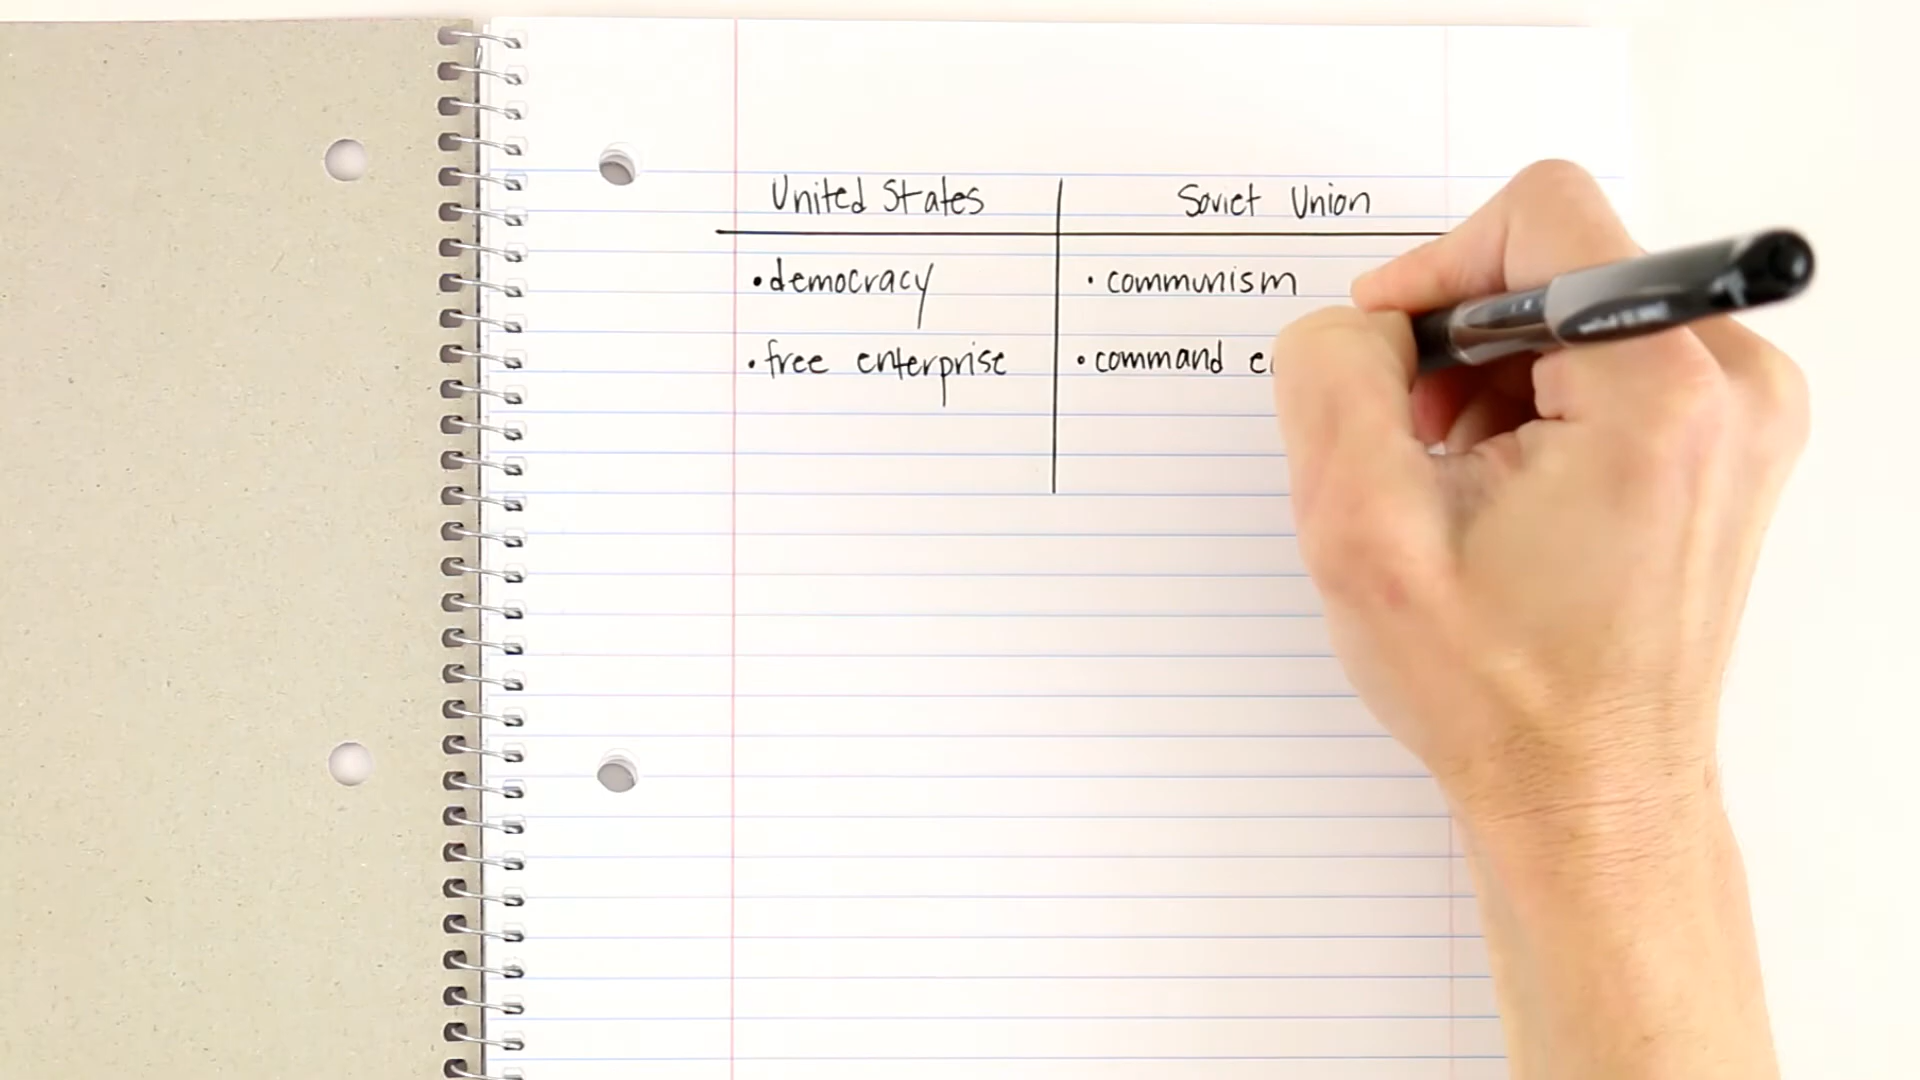 United States Soviet Union
• democracy • communism
• free enterprise • command